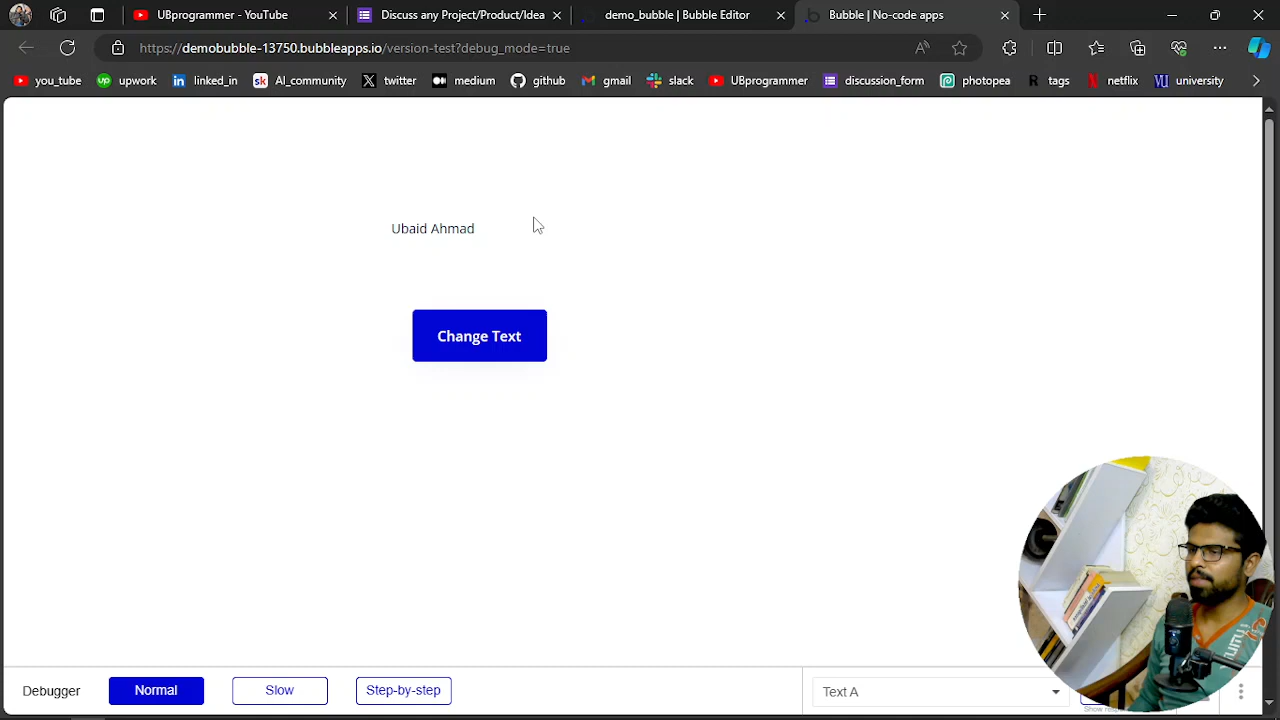 UBprogrammer - YouTube
Discuss any Poject/Product/Idea
demo_bubble | Bubble Editor
ubble | No-code apps
https://demobubble-13750.bubbleapps.io/version-test?debug_mode=true
you_tube
upwork
linked_in
AI_community
twitter
medium
github
gmail
slack
UBprogrammer
discussion_form
photopea
tags
netflix
university
Ubaid Ahmad
Change Text
Debugger
Normal
Slow
Step-by-step
Text A